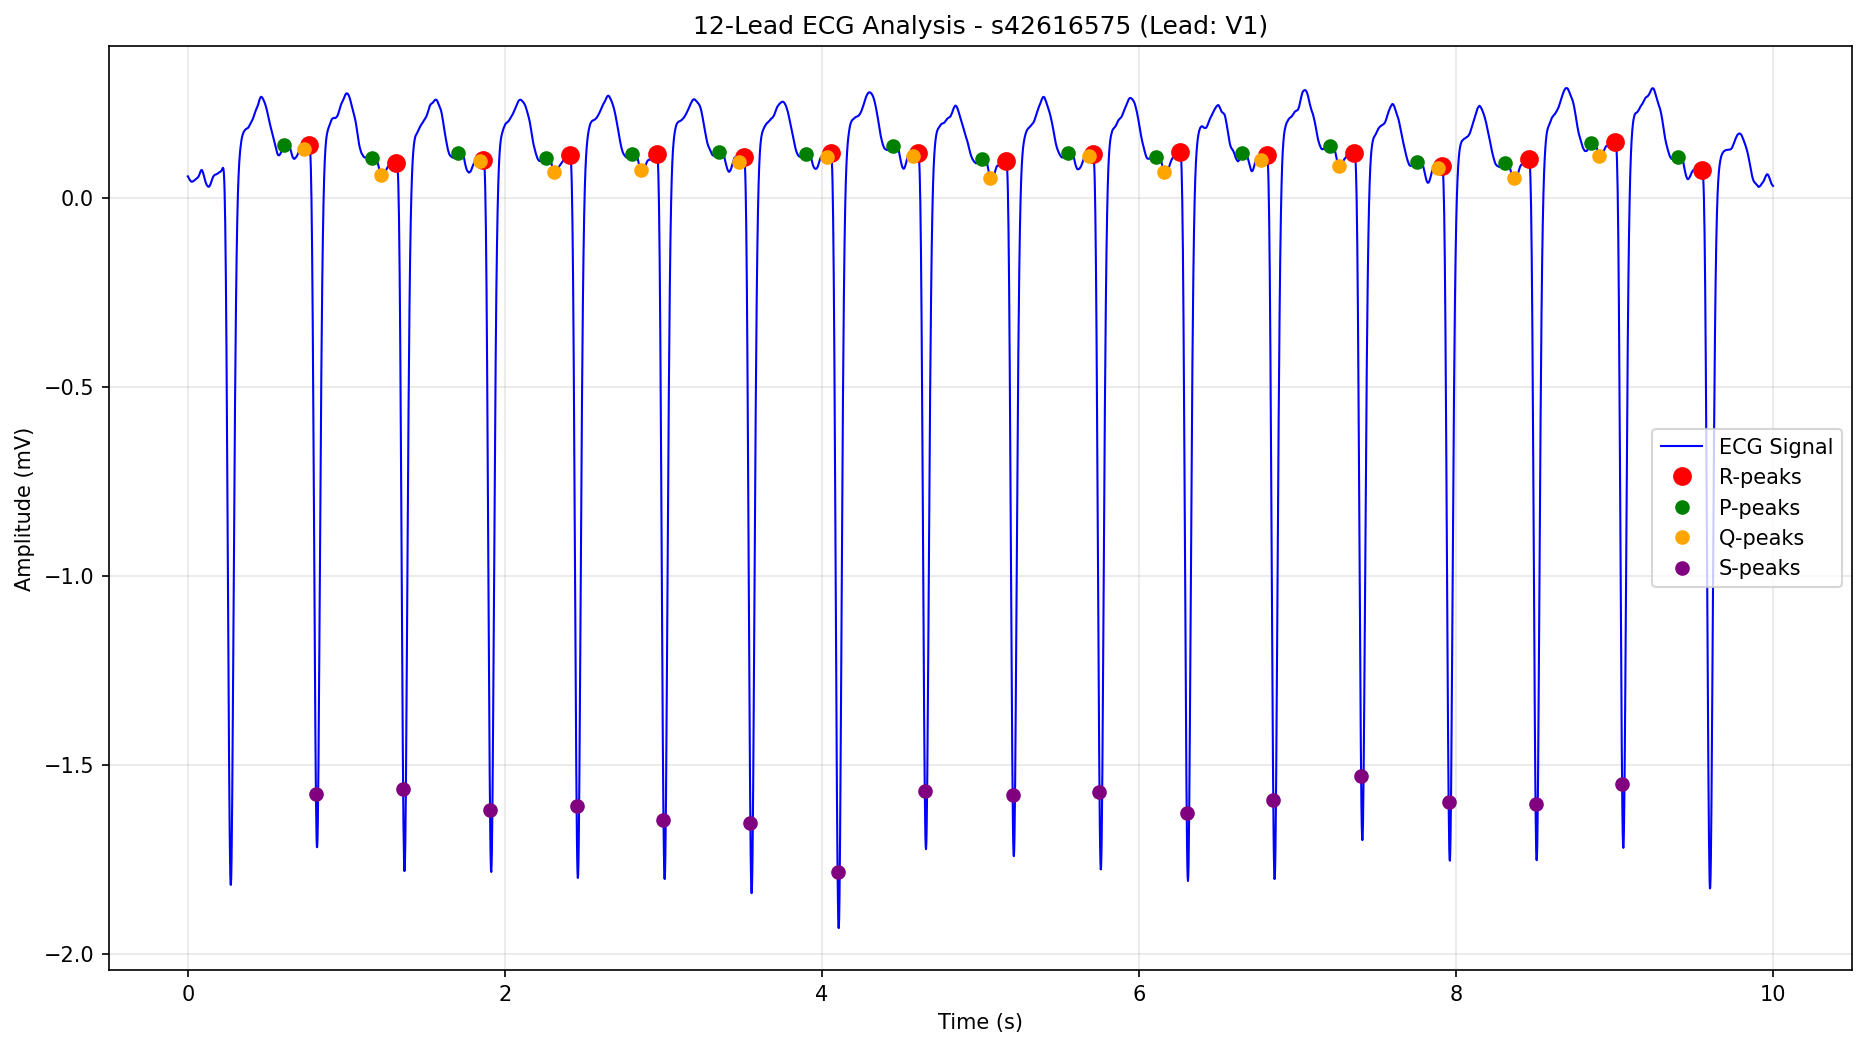 12-Lead ECG Analysis - s42616575 (Lead: V1)
Amplitude (mV)
0.0
−0.5
−1.0
−1.5
−2.0
ECG Signal
R-peaks
P-peaks
Q-peaks
S-peaks
0 2 4 6 8 10
Time (s)